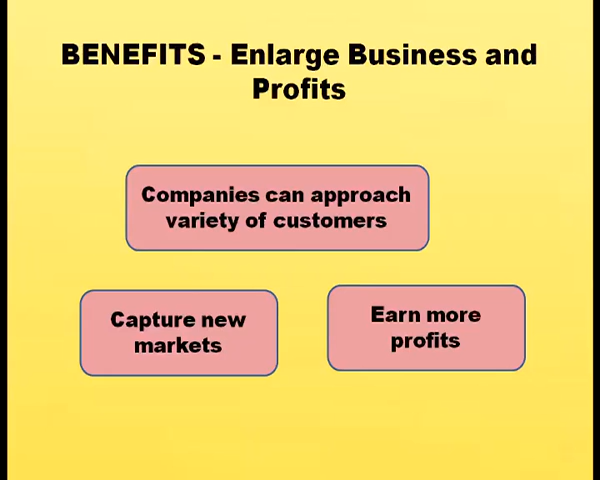 BENEFITS - Enlarge Business and
Profits
Companies can approach
variety of customers
Capture new
markets
Earn more
profits